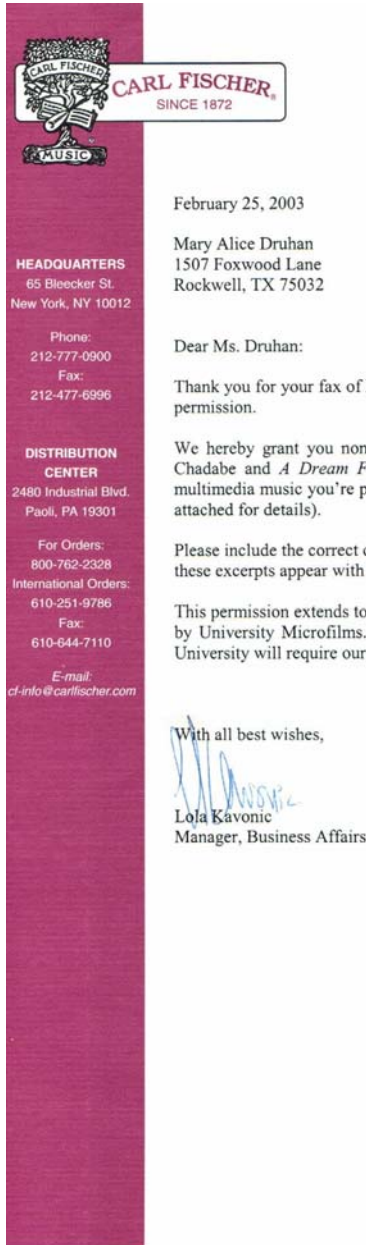 CARL FISCHER
MUSIC
CARL FISCHER®
SINCE 1872
HEADQUARTERS
65 Bleecker St.
New York, NY 10012
Phone:
212-777-0900
Fax:
212-477-6996
DISTRIBUTION
CENTER
2480 Industrial Blvd.
Paoli, PA 19301
For Orders:
800-762-2328
International Orders:
610-251-9786
Fax:
610-644-7110
E-mail:
cf-info@carlfischer.com
February 25, 2003
Mary Alice Druhan
1507 Foxwood Lane
Rockwell, TX 75032
Dear Ms. Druhan:
Thank you for your fax of
permission.
We hereby grant you non
Chadabe and A Dream F
multimedia music you're p
attached for details).
Please include the correct c
these excerpts appear with
This permission extends to
by University Microfilms.
University will require our
With all best wishes,
Lola Kavonic
Manager, Business Affairs